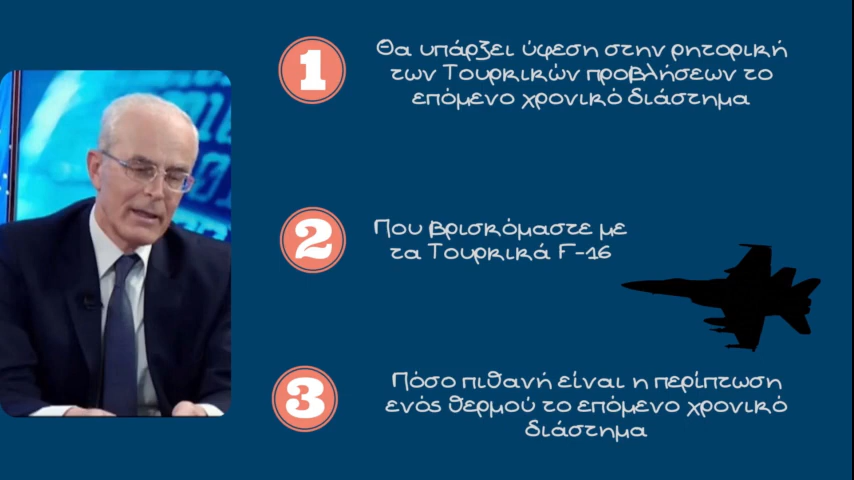 1
Θα υπάρξει ύφεση στην ρητορική
των Τουρκικών προβλήσεων το
επόμενο χρονικό διάστημα
2
Που βρισκόμαστε με
τα Τουρκικά F-16
3
Πόσο πιθανή είναι η περίπτωση
ενός θερμού το επόμενο χρονικό
διάστημα